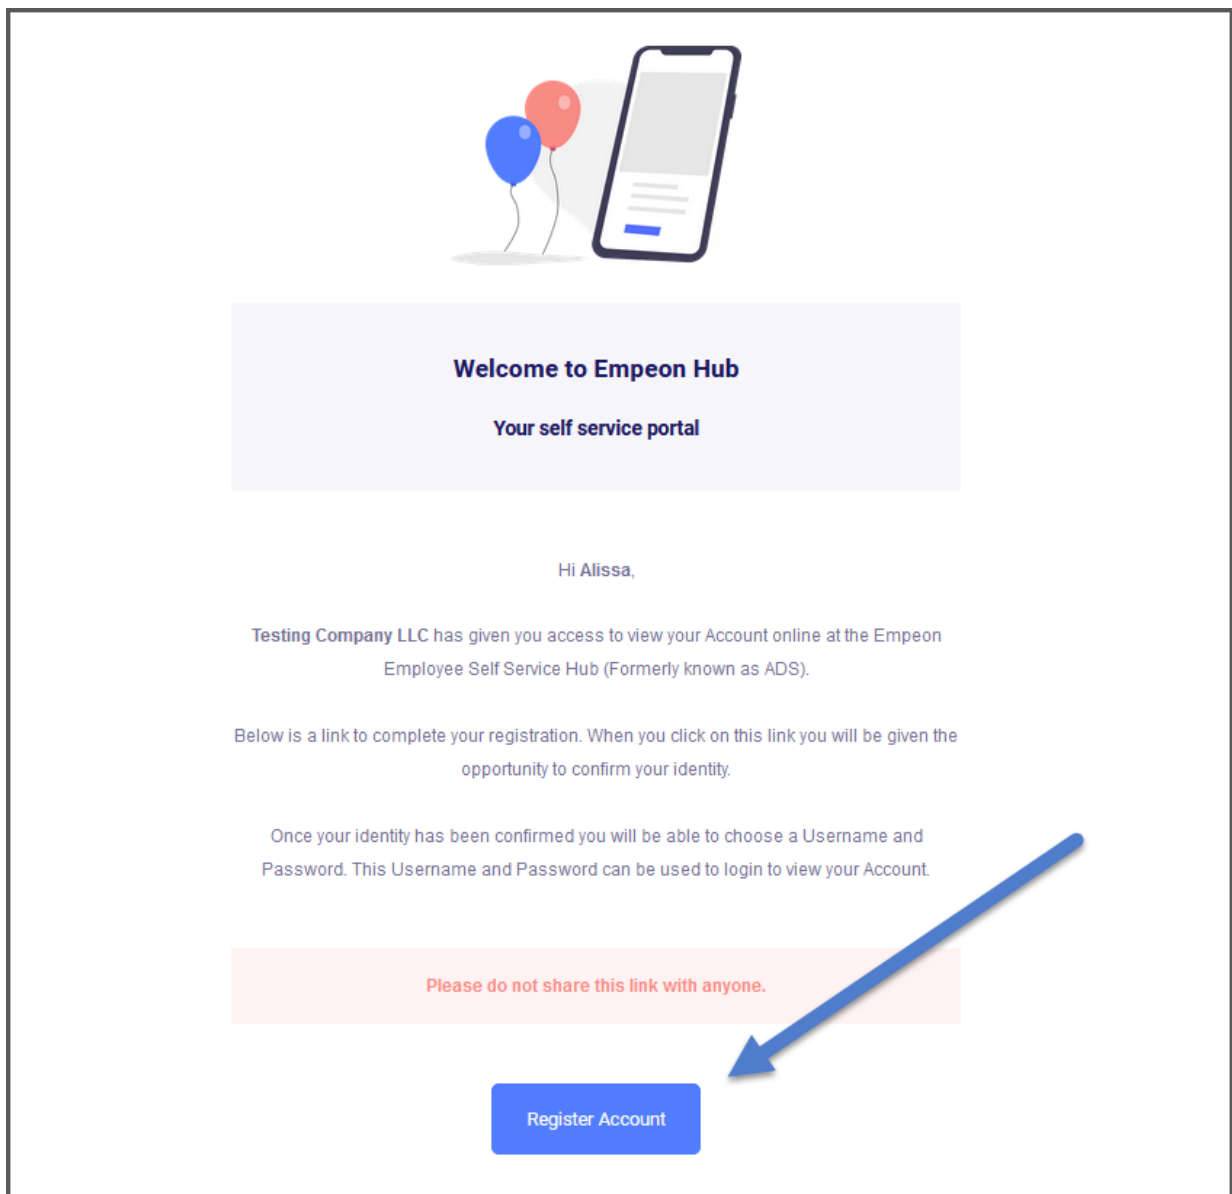 Welcome to Empeon Hub
Your self service portal
Hi Alissa,
Testing Company LLC has given you access to view your Account online at the Empeon
Employee Self Service Hub (Formerly known as ADS).
Below is a link to complete your registration. When you click on this link you will be given the
opportunity to confirm your identity.
Once your identity has been confirmed you will be able to choose a Username and
Password. This Username and Password can be used to login to view your Account.
Please do not share this link with anyone.
Register Account